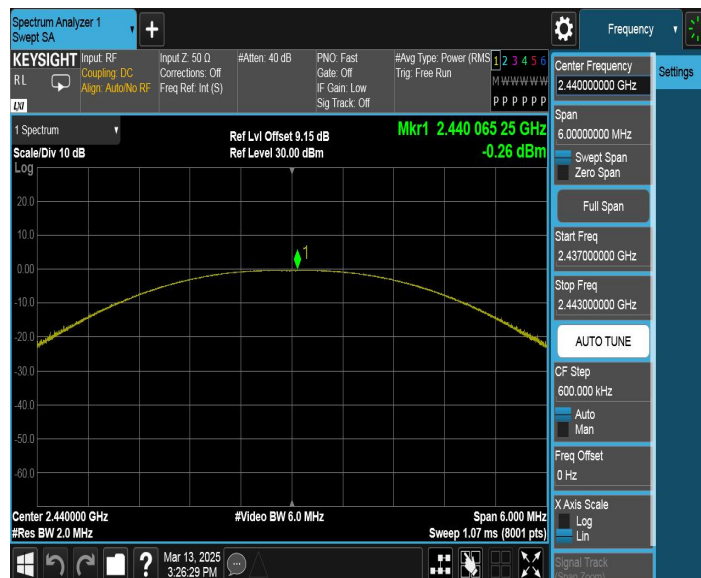 Spectrum Analyzer 1
Swept SA
+
Frequency
KEYSIGHT
RL
LXI
Input: RF
Coupling: DC
Align: Auto/No RF
Input Z: 50 Ω
Corrections: Off
Freq Ref: Int (S)
#Atten: 40 dB
PNO: Fast
Gate: Off
IF Gain: Low
Sig Track: Off
#Avg Type: Power (RMS
Trig: Free Run
1 2 3 4 5 6
M W W W W W
P P P P P P
1 Spectrum
Scale/Div 10 dB
Log
Ref Lvl Offset 9.15 dB
Ref Level 30.00 dBm
Mkr1 2.440 065 25 GHz
-0.26 dBm
20.0
10.0
0.00
-10.0
-20.0
-30.0
-40.0
-50.0
-60.0
1
Center 2.440000 GHz
#Res BW 2.0 MHz
#Video BW 6.0 MHz
Span 6.000 MHz
Sweep 1.07 ms (8001 pts)
Center Frequency
2.440000000 GHz
Span
6.00000000 MHz
Swept Span
Zero Span
Full Span
Start Freq
2.437000000 GHz
Stop Freq
2.443000000 GHz
AUTO TUNE
CF Step
600.000 kHz
Auto
Man
Freq Offset
0 Hz
X Axis Scale
Log
Lin
Signal Track
(Span Zoom)
Settings
?
Mar 13, 2025
3:26:29 PM